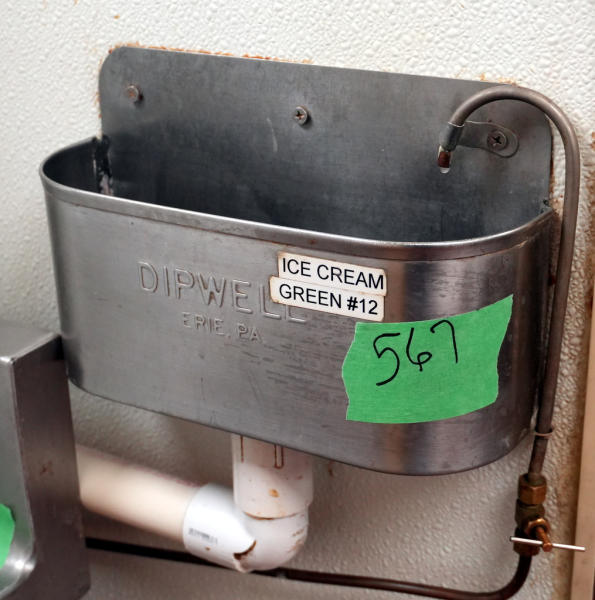 DIPWELL
ERIE, PA
ICE CREAM
GREEN #12
567